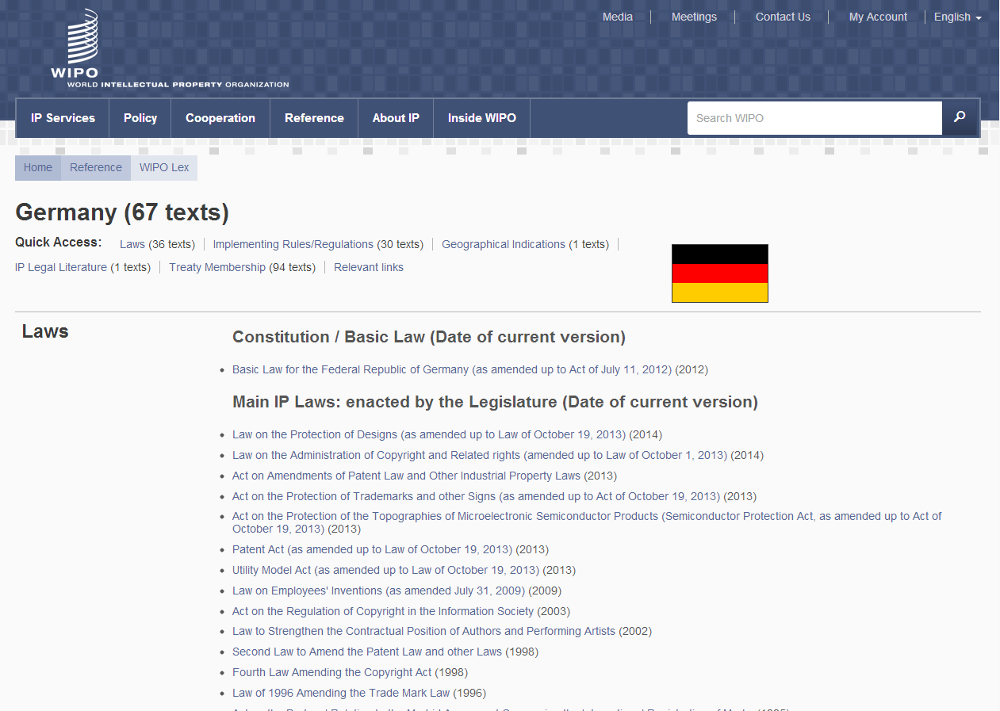 Media
Meetings
Contact Us
My Account
English
WIPO
WORLD INTELLECTUAL PROPERTY ORGANIZATION
IP Services
Policy
Cooperation
Reference
About IP
Inside WIPO
Search WIPO
Home
Reference
WIPO Lex
Germany (67 texts)
Quick Access: Laws (36 texts) Implementing Rules/Regulations (30 texts) Geographical Indications (1 texts)
IP Legal Literature (1 texts) Treaty Membership (94 texts) Relevant links
Laws
Constitution / Basic Law (Date of current version)
Basic Law for the Federal Republic of Germany (as amended up to Act of July 11, 2012) (2012)
Main IP Laws: enacted by the Legislature (Date of current version)
Law on the Protection of Designs (as amended up to Law of October 19, 2013) (2014)
Law on the Administration of Copyright and Related rights (amended up to Law of October 1, 2013) (2014)
Act on Amendments of Patent Law and Other Industrial Property Laws (2013)
Act on the Protection of Trademarks and other Signs (as amended up to Act of October 19, 2013) (2013)
Act on the Protection of the Topographies of Microelectronic Semiconductor Products (Semiconductor Protection Act, as amended up to Act of
October 19, 2013) (2013)
Patent Act (as amended up to Law of October 19, 2013) (2013)
Utility Model Act (as amended up to Law of October 19, 2013) (2013)
Law on Employees' Inventions (as amended July 31, 2009) (2009)
Act on the Regulation of Copyright in the Information Society (2003)
Law to Strengthen the Contractual Position of Authors and Performing Artists (2002)
Second Law to Amend the Patent Law and other Laws (1998)
Fourth Law Amending the Copyright Act (1998)
Law of 1996 Amending the Trade Mark Law (1996)